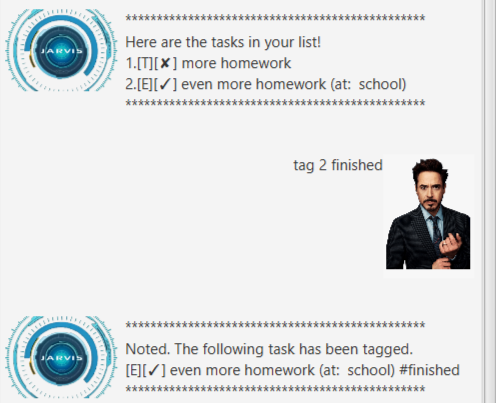 JARVIS
**************************************************
Here are the tasks in your list!
1.[T][✘] more homework
2.[E][✓] even more homework (at:  school)
**************************************************
tag 2 finished
JARVIS
**************************************************
Noted. The following task has been tagged.
[E][✓] even more homework (at:  school) #finished
**************************************************